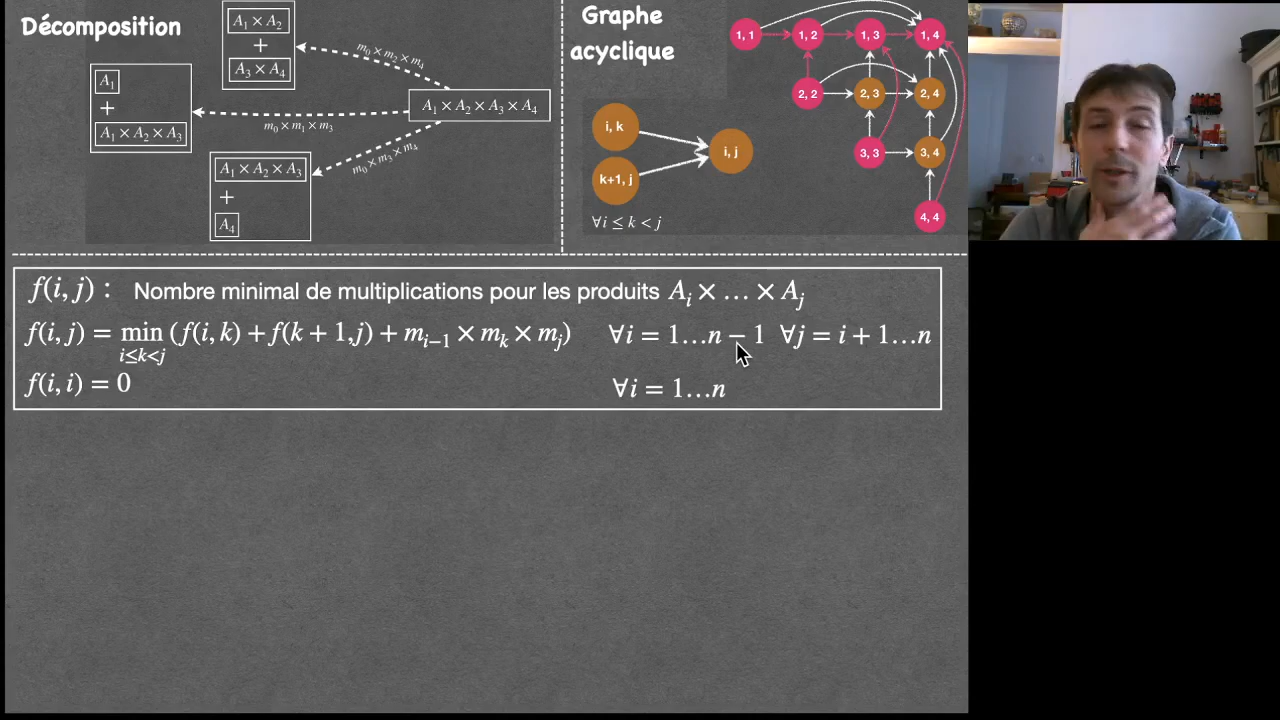 Décomposition
A₁ × A₂
+
A₃ × A₄
m₀ × m₂ × m₄
A₁
+
A₁ × A₂ × A₃
m₀ × m₁ × m₃
A₁ × A₂ × A₃ × A₄
A₁ × A₂ × A₃
+
A₄
m₀ × m₃ × m₄
Graphe
acyclique
i, k
k+1, j
i, j
∀i ≤ k < j
1, 1 1, 2 1, 3 1, 4
2, 2 2, 3 2, 4
3, 3 3, 4
4, 4
f(i, j) : Nombre minimal de multiplications pour les produits Aᵢ × … × Aⱼ
f(i, j) = min (f(i, k) + f(k + 1,j) + mᵢ₋₁ × mₖ × mⱼ) ∀i = 1…n − 1 ∀j = i + 1…n
i≤k<j
f(i, i) = 0 ∀i = 1…n